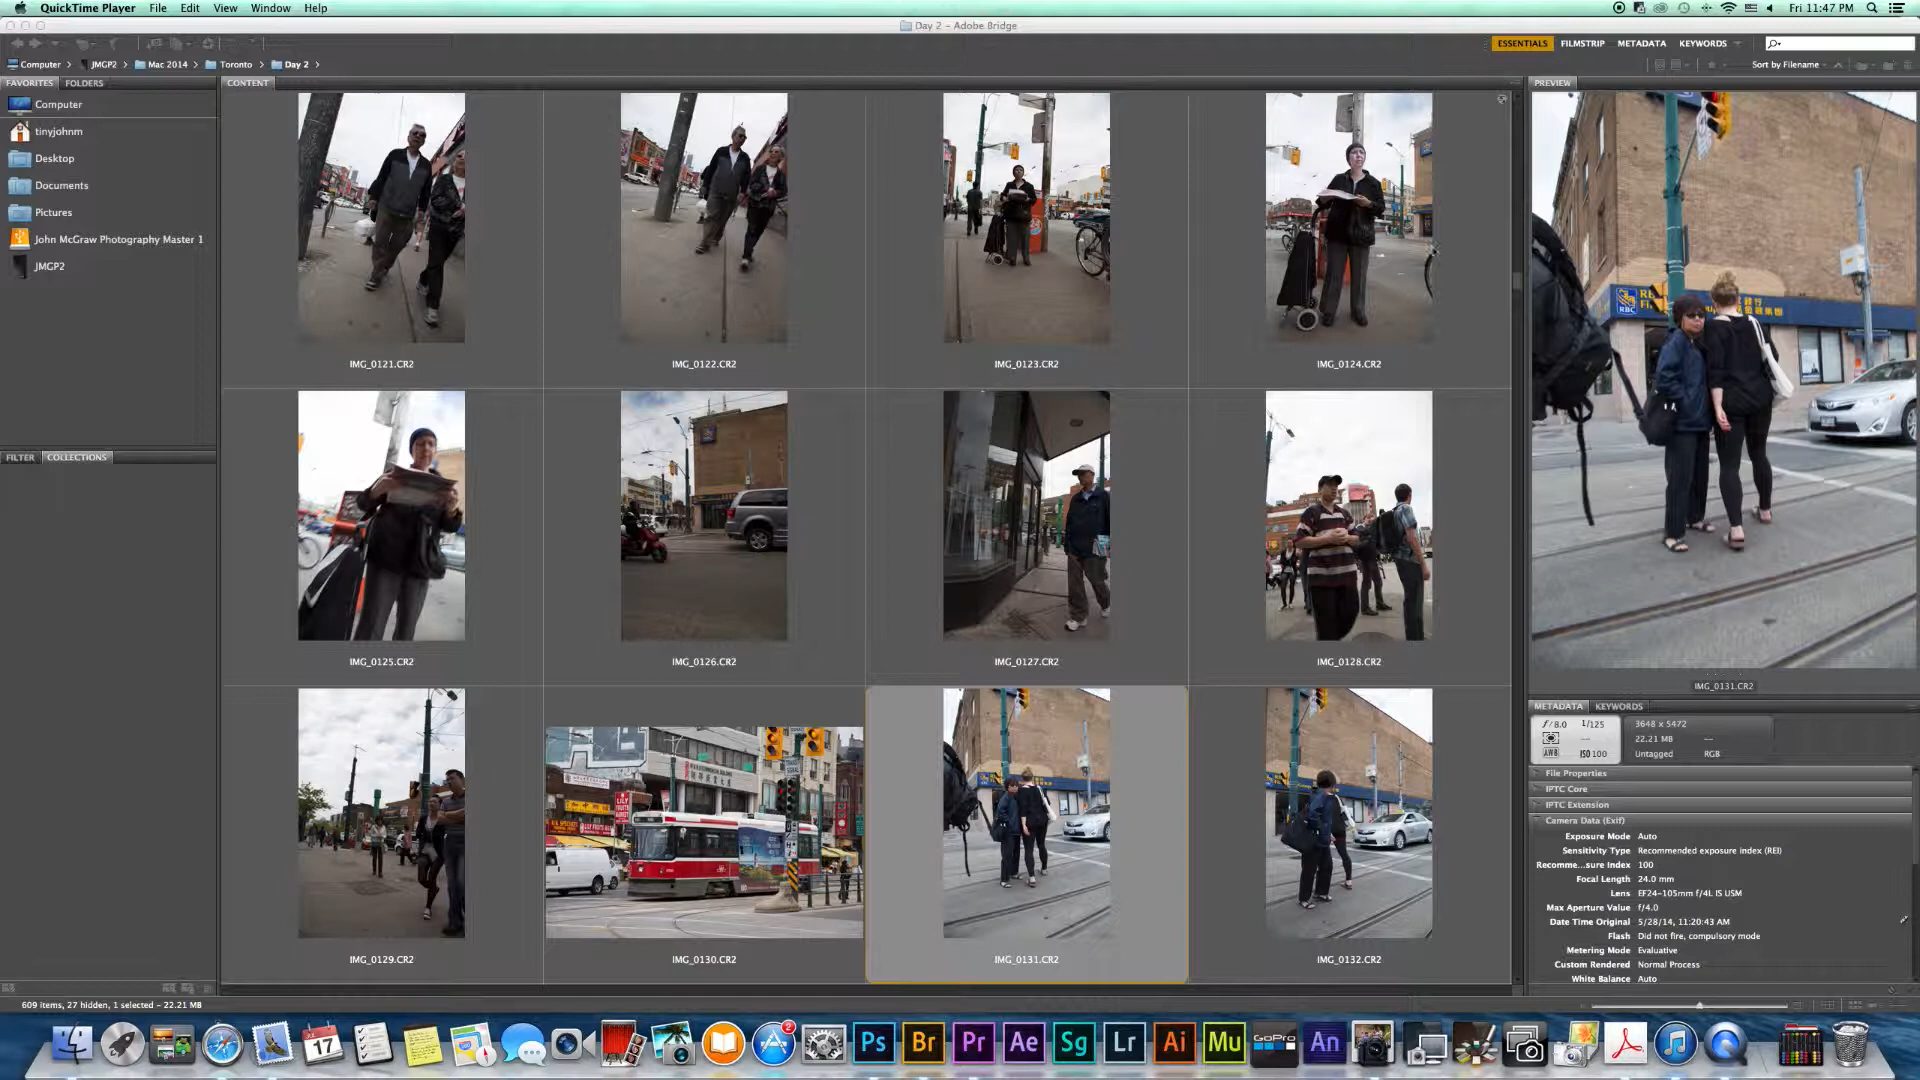 QuickTime Player File Edit View Window Help
Fri 11:47 PM
Day 2 – Adobe Bridge
ESSENTIALS FILMSTRIP METADATA KEYWORDS
Computer JMGP2 Mac 2014 Toronto Day 2
Sort by Filename
FAVORITES FOLDERS
CONTENT
PREVIEW
Computer
tinyjohnm
Desktop
Documents
Pictures
John McGraw Photography Master 1
JMGP2
FILTER COLLECTIONS
IMG_0121.CR2
IMG_0122.CR2
IMG_0123.CR2
IMG_0124.CR2
IMG_0125.CR2
IMG_0126.CR2
IMG_0127.CR2
IMG_0128.CR2
IMG_0129.CR2
IMG_0130.CR2
IMG_0131.CR2
IMG_0132.CR2
RBC
IMG_0131.CR2
METADATA KEYWORDS
f/8.0 1/125
-- 
AWB ISO100
3648 x 5472
22.21 MB --
Untagged RGB
File Properties
IPTC Core
IPTC Extension
Camera Data (Exif)
Exposure Mode Auto
Sensitivity Type Recommended exposure index (REI)
Recomme...sure Index 100
Focal Length 24.0 mm
Lens EF24-105mm f/4L IS USM
Max Aperture Value f/4.0
Date Time Original 5/28/14, 11:20:43 AM
Flash Did not fire, compulsory mode
Metering Mode Evaluative
Custom Rendered Normal Process
White Balance Auto
609 items, 27 hidden, 1 selected – 22.21 MB
17
2
Ps Br Pr Ae Sg Lr Ai Mu GoPro An